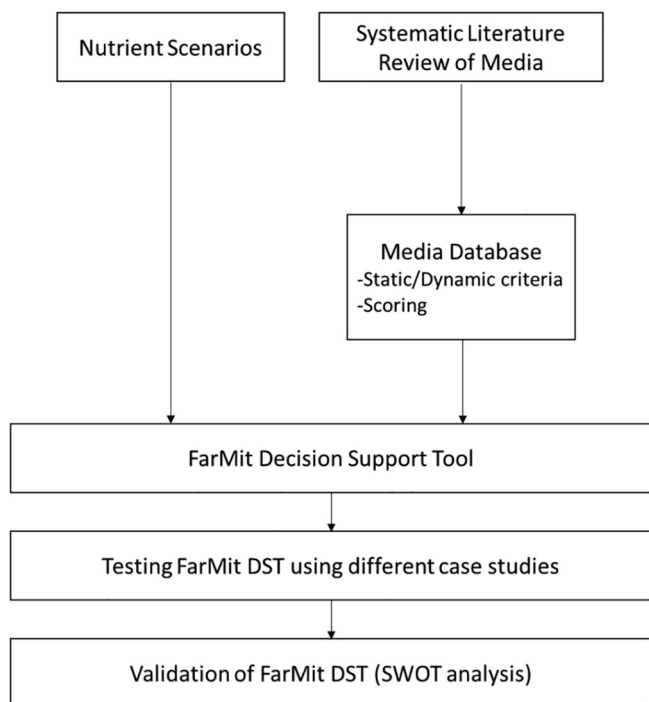 Nutrient Scenarios
Systematic Literature
Review of Media
Media Database
-Static/Dynamic criteria
-Scoring
FarMit Decision Support Tool
Testing FarMit DST using different case studies
Validation of FarMit DST (SWOT analysis)